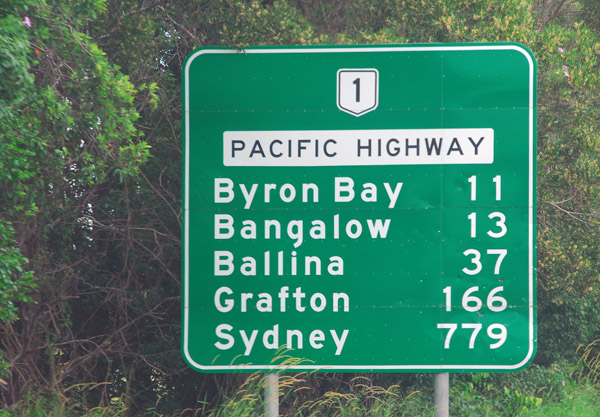 1
PACIFIC HIGHWAY
Byron Bay 11
Bangalow 13
Ballina 37
Grafton 166
Sydney 779